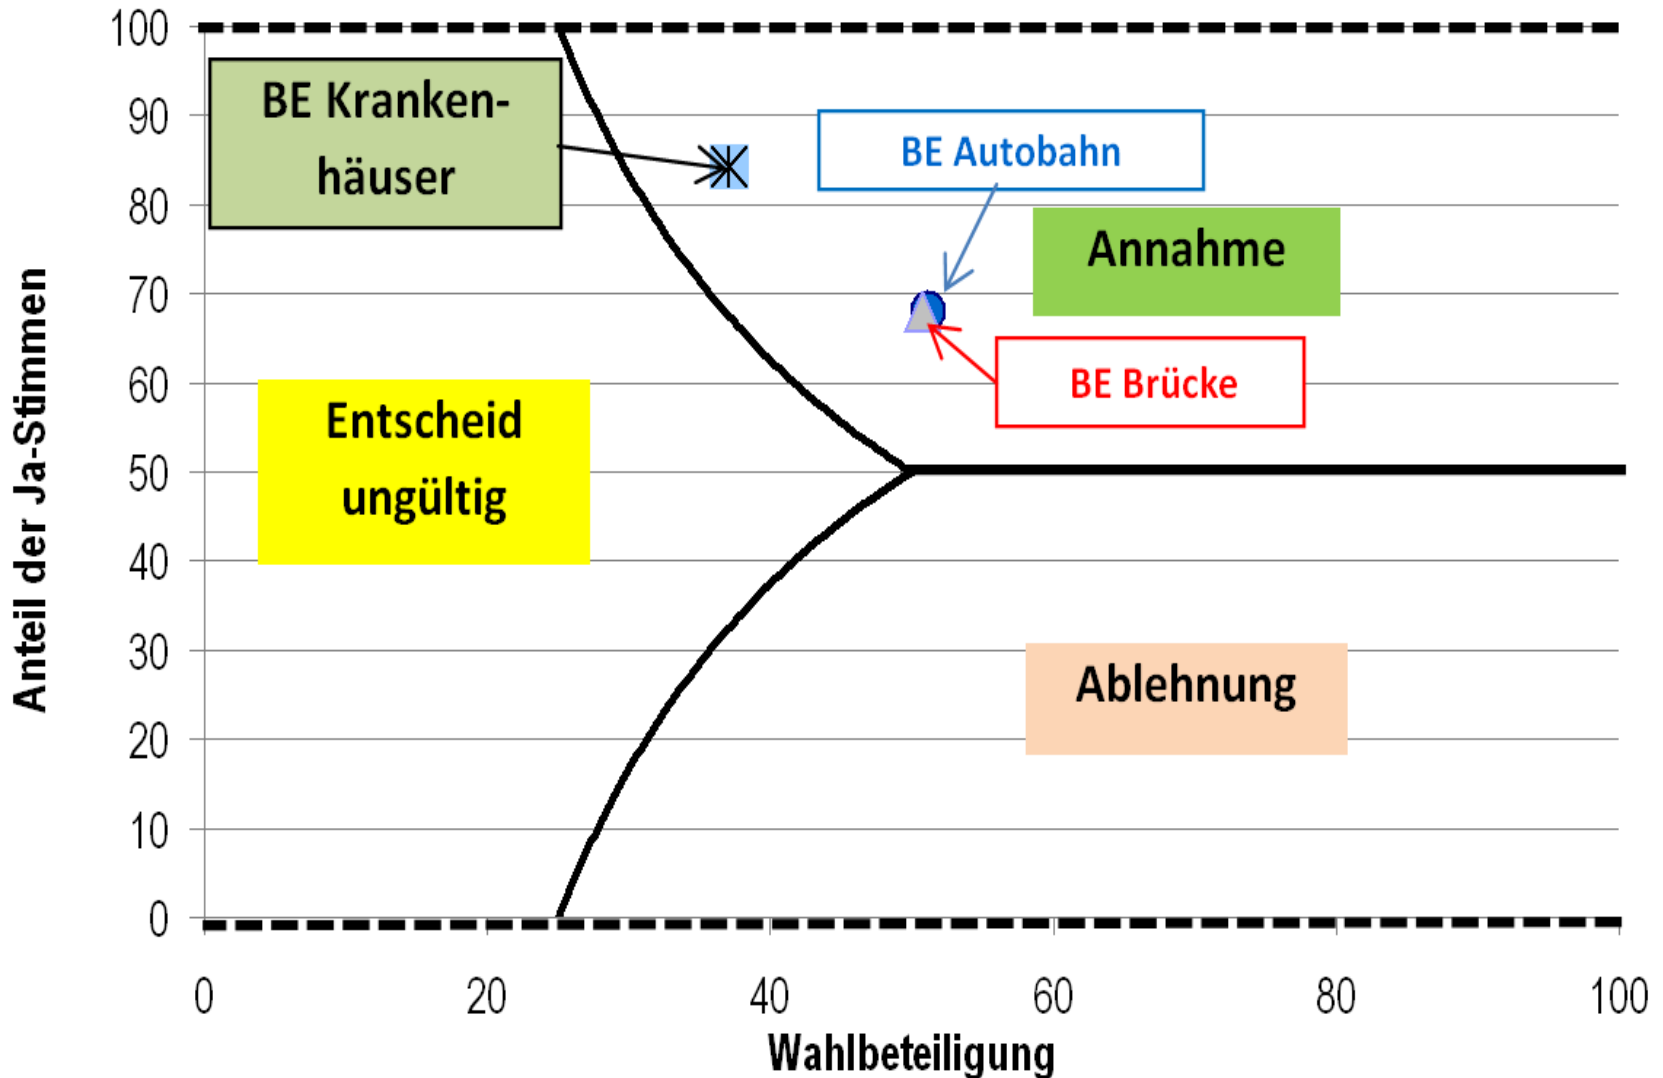 Anteil der Ja-Stimmen
100
90
80
70
60
50
40
30
20
10
0
BE Kranken-
häuser
BE Autobahn
Annahme
BE Brücke
Entscheid
ungültig
Ablehnung
0
20
40
60
80
100
Wahlbeteiligung